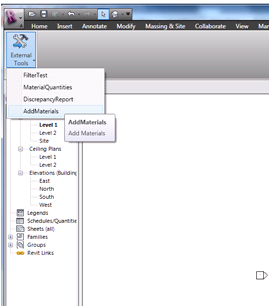 Home Insert Annotate Modify Massing & Site Collaborate View
External
Tools
FilterTest
MaterialQuantities
DiscrepancyReport
AddMaterials
AddMaterials
Add Materials
Level 1
Level 2
Site
Ceiling Plans
Level 1
Level 2
Elevations (Building
East
North
South
West
Legends
Schedules/Quantitie
Sheets (all)
Families
Groups
Revit Links